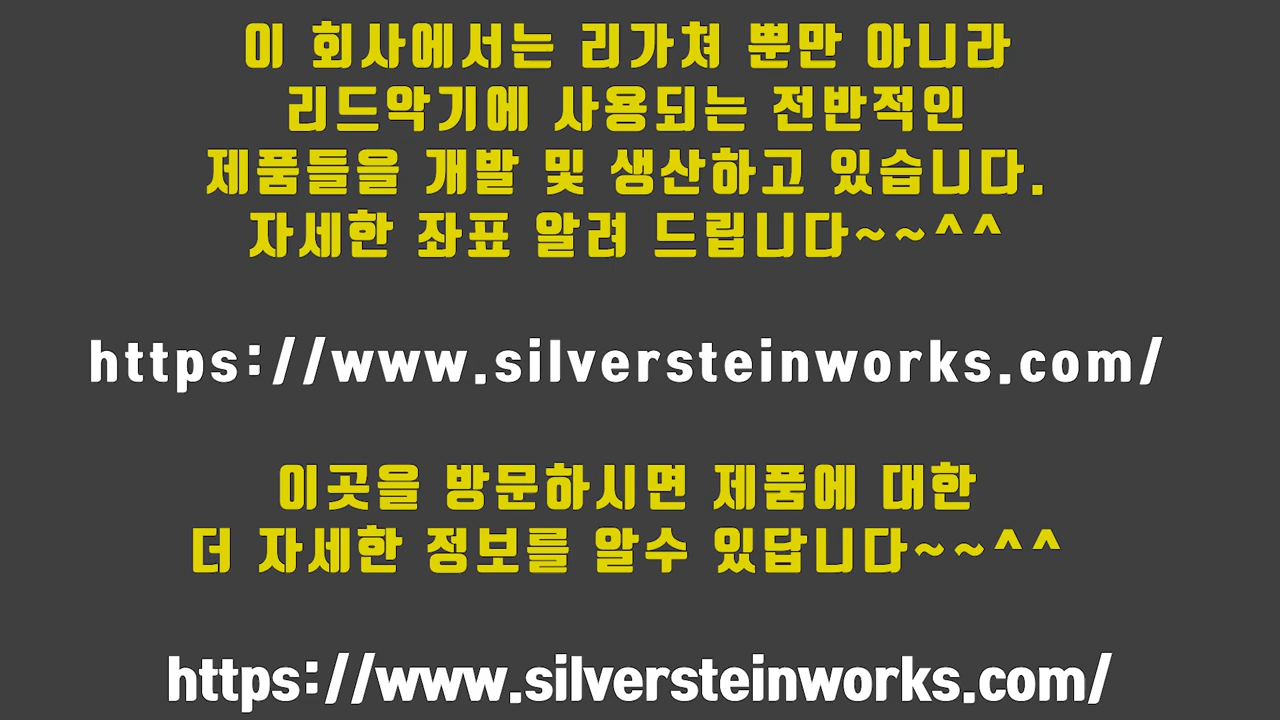 이 회사에서는 리가쳐 뿐만 아니라
리드악기에 사용되는 전반적인
제품들을 개발 및 생산하고 있습니다.
자세한 좌표 알려 드립니다~~^^
https://www.silversteinworks.com/
이곳을 방문하시면 제품에 대한
더 자세한 정보를 알수 있답니다~~^^
https://www.silversteinworks.com/